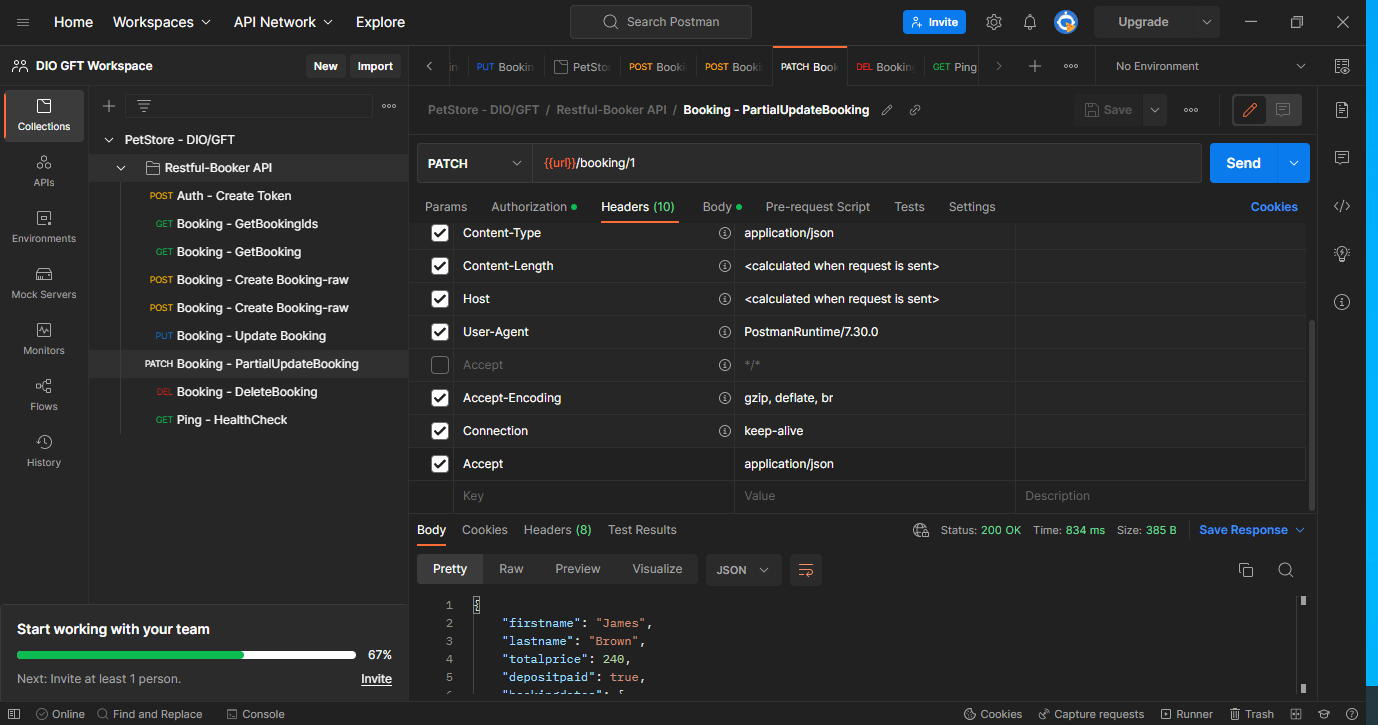 Home Workspaces API Network Explore Search Postman Invite Upgrade
DIO GFT Workspace New Import
PUT Bookin PetSto POST Booki POST Booki PATCH Book DEL Booking GET Ping No Environment
Collections
APIs
Environments
Mock Servers
Monitors
Flows
History
PetStore - DIO/GFT
Restful-Booker API
POST Auth - Create Token
GET Booking - GetBookingIds
GET Booking - GetBooking
POST Booking - Create Booking-raw
POST Booking - Create Booking-raw
PUT Booking - Update Booking
PATCH Booking - PartialUpdateBooking
DEL Booking - DeleteBooking
GET Ping - HealthCheck
Start working with your team
67%
Next: Invite at least 1 person. Invite
PetStore - DIO/GFT / Restful-Booker API / Booking - PartialUpdateBooking Save
PATCH {{url}}/booking/1 Send
Params Authorization Headers (10) Body Pre-request Script Tests Settings Cookies
Content-Type application/json
Content-Length <calculated when request is sent>
Host <calculated when request is sent>
User-Agent PostmanRuntime/7.30.0
Accept */*
Accept-Encoding gzip, deflate, br
Connection keep-alive
Accept application/json
Key Value Description
Body Cookies Headers (8) Test Results Status: 200 OK Time: 834 ms Size: 385 B Save Response
Pretty Raw Preview Visualize JSON
1 {
2 "firstname": "James",
3 "lastname": "Brown",
4 "totalprice": 240,
5 "depositpaid": true,
6 "bookingdates": {
Online Find and Replace Console Cookies Capture requests Runner Trash